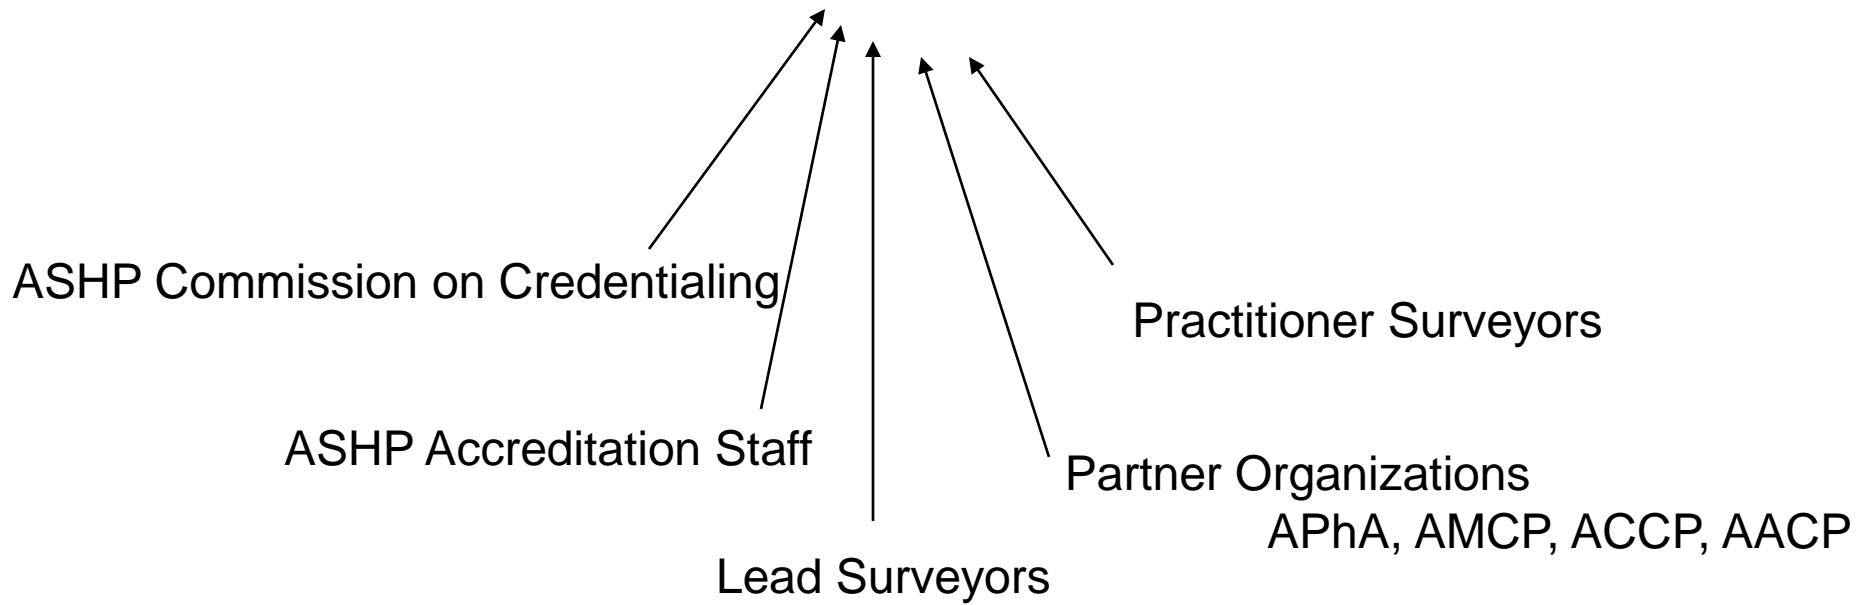 ASHP Commission on Credentialing
Practitioner Surveyors
ASHP Accreditation Staff
Partner Organizations
APhA, AMCP, ACCP, AACP
Lead Surveyors